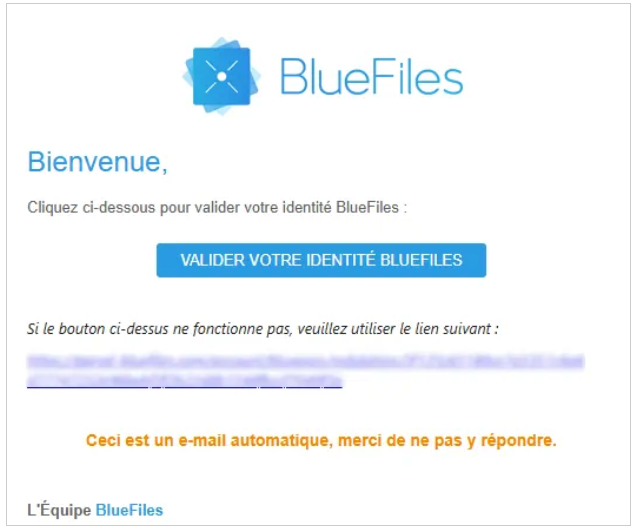 BlueFiles
Bienvenue,
Cliquez ci-dessous pour valider votre identité BlueFiles :
VALIDER VOTRE IDENTITÉ BLUEFILES
Si le bouton ci-dessus ne fonctionne pas, veuillez utiliser le lien suivant :
Ceci est un e-mail automatique, merci de ne pas y répondre.
L'Équipe BlueFiles